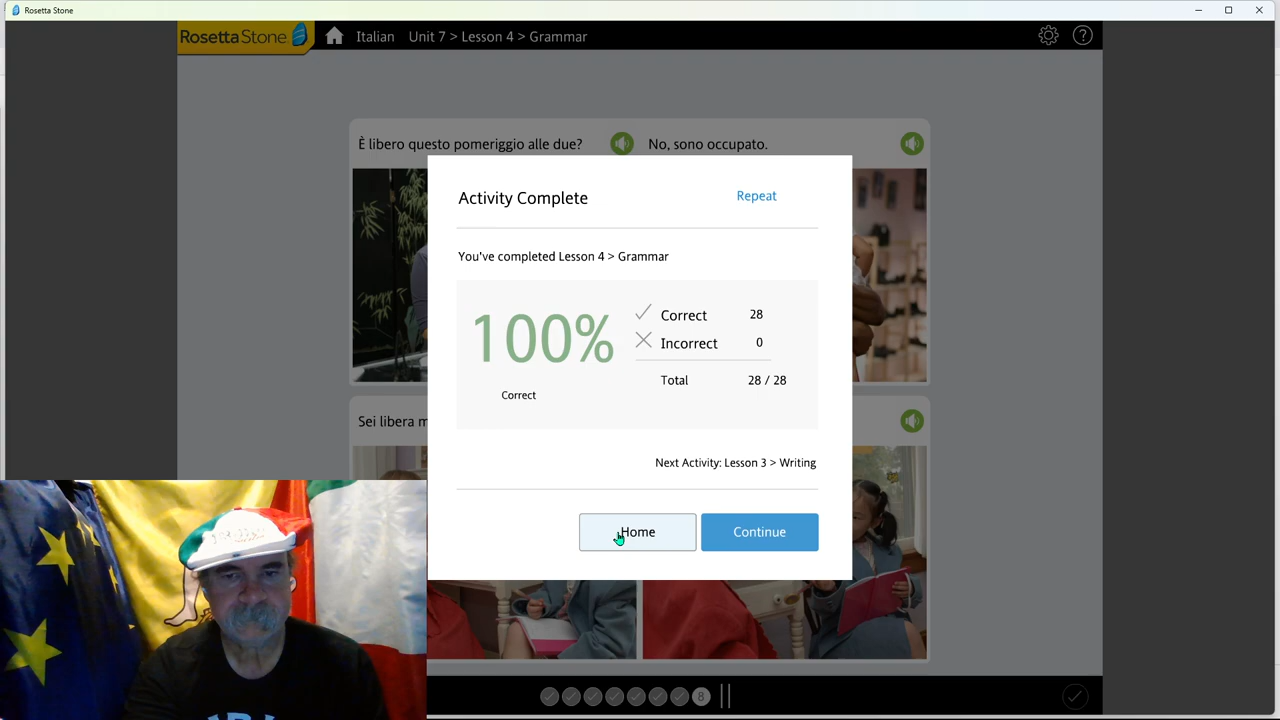 Rosetta Stone
RosettaStone
Italian Unit 7 > Lesson 4 > Grammar
È libero questo pomeriggio alle due?
No, sono occupato.
Activity Complete
Repeat
You've completed Lesson 4 > Grammar
100%
Correct
Correct 28
Incorrect 0
Total 28 / 28
Sei libera
Next Activity: Lesson 3 > Writing
Home
Continue
8